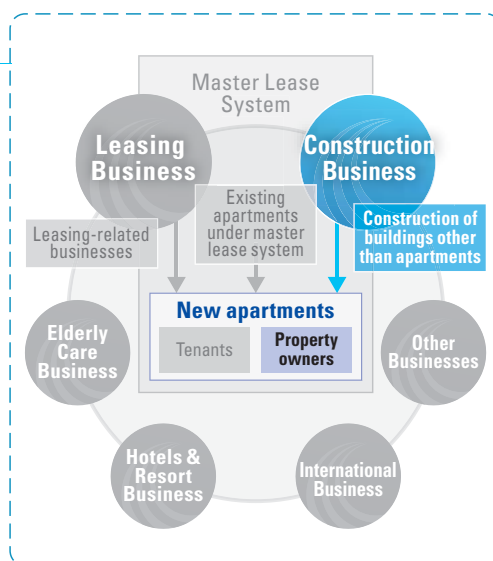 Master Lease
System
Leasing
Business
Construction
Business
Existing
apartments
under master
lease system
Leasing-related
businesses
Construction of
buildings other
than apartments
New apartments
Tenants
Property
owners
Elderly
Care
Business
Other
Businesses
Hotels &
Resort
Business
International
Business